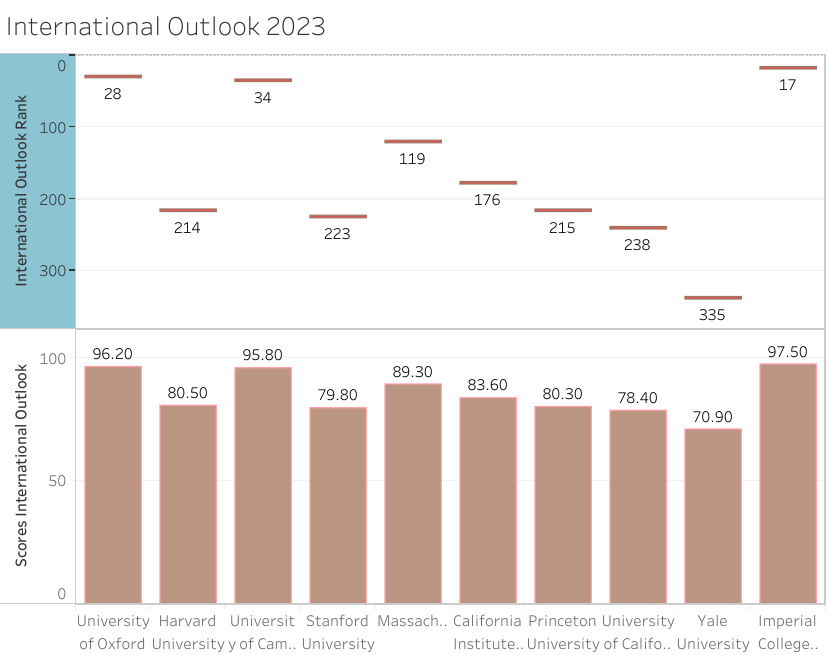 International Outlook 2023
International Outlook Rank
0
100
200
300
28
214
34
223
119
176
215
238
335
17
Scores International Outlook
100
50
0
96.20
80.50
95.80
79.80
89.30
83.60
80.30
78.40
70.90
97.50
University
of Oxford
Harvard
University
Universit
y of Cam..
Stanford
University
Massach..
California
Institute..
Princeton
University
University
of Califo..
Yale
University
Imperial
College..